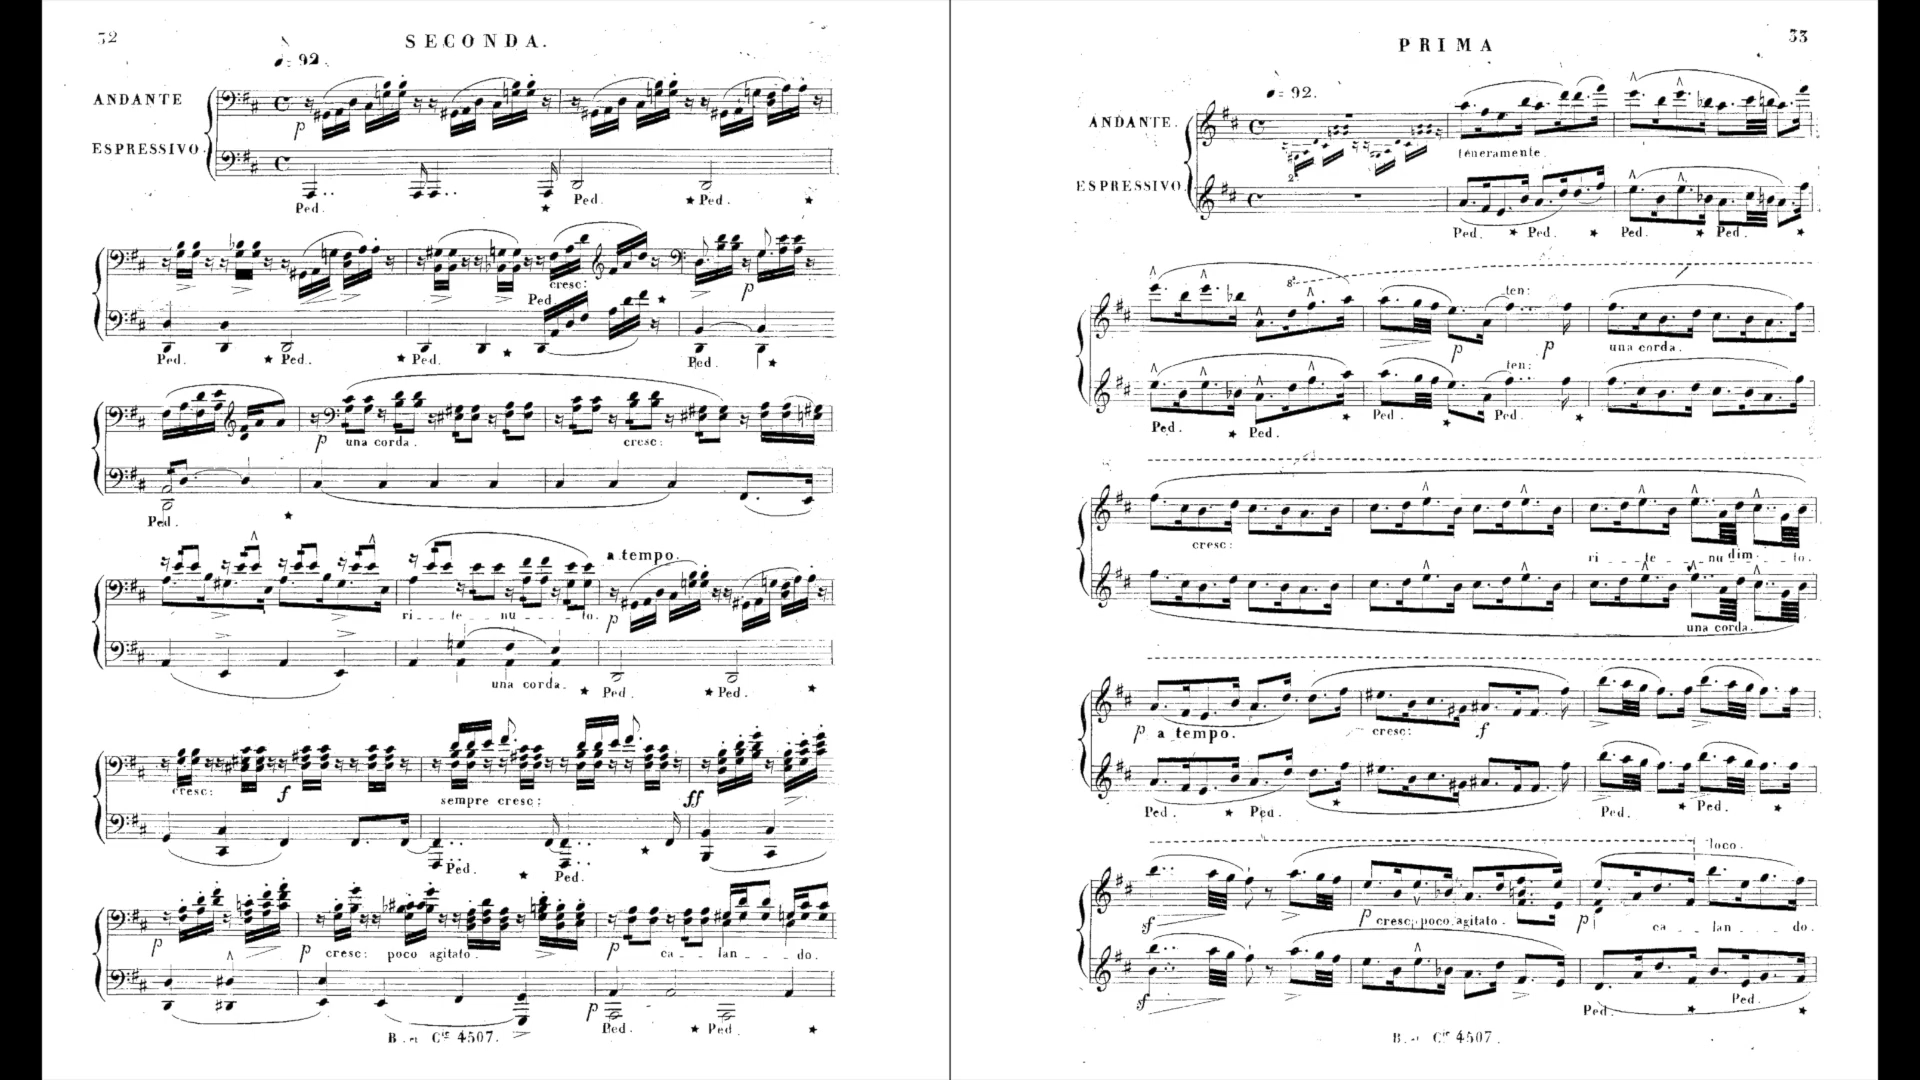 32
SECONDA.
♩. = 92.
ANDANTE
ESPRESSIVO.
p
Ped. ★ Ped. ★ Ped. ★
cresc:
Ped. ★
p
Ped. ★ Ped. ★ Ped. ★ Ped. ★
p una corda. cresc:
Ped. ★
a tempo.
ri - te - nu - to. p
una corda. ★ Ped. ★ Ped. ★
cresc: f sempre cresc: ff
Ped. ★ Ped. ★
p p cresc: poco agitato. p ca - lan - do.
p Ped. ★ Ped. ★
B. et Cie 4507.
33
PRIMA
♩. = 92.
ANDANTE.
teneramente
2a
ESPRESSIVO.
Ped. ★ Ped. ★ Ped. ★ Ped. ★
8a ten:
p p una corda.
ten:
Ped. ★ Ped. ★ Ped. ★ Ped. ★
cresc: ri - te - nu dim. to.
una corda.
p a tempo. cresc: f
Ped. ★ Ped. ★ Ped. ★ Ped. ★
loco.
sf p cresc: poco agitato. p ca - lan - do.
sf Ped. ★ Ped. ★
B. et Cie 4507.